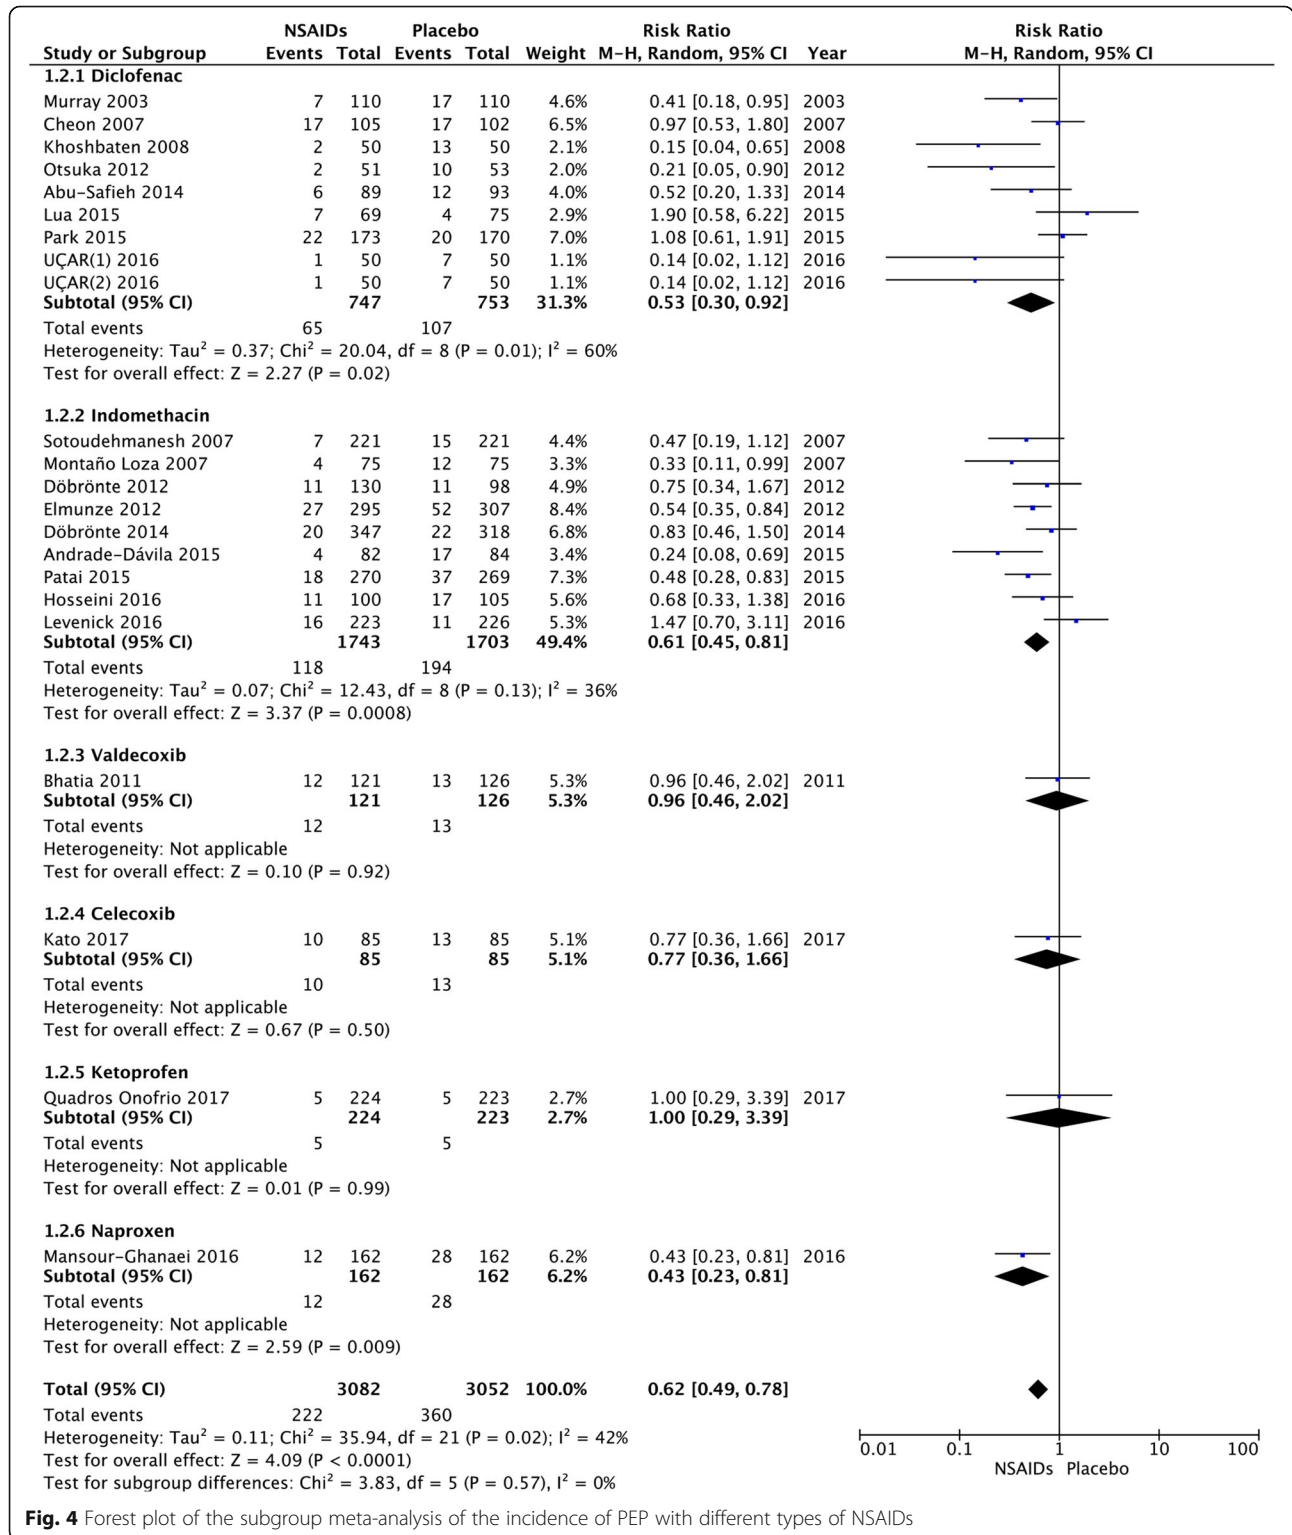 NSAIDs Placebo Risk Ratio Risk Ratio
Study or Subgroup Events Total Events Total Weight M-H, Random, 95% CI Year M-H, Random, 95% CI
1.2.1 Diclofenac
Murray 2003 7 110 17 110 4.6% 0.41 [0.18, 0.95] 2003
Cheon 2007 17 105 17 102 6.5% 0.97 [0.53, 1.80] 2007
Khoshbaten 2008 2 50 13 50 2.1% 0.15 [0.04, 0.65] 2008
Otsuka 2012 2 51 10 53 2.0% 0.21 [0.05, 0.90] 2012
Abu-Safieh 2014 6 89 12 93 4.0% 0.52 [0.20, 1.33] 2014
Lua 2015 7 69 4 75 2.9% 1.90 [0.58, 6.22] 2015
Park 2015 22 173 20 170 7.0% 1.08 [0.61, 1.91] 2015
UÇAR(1) 2016 1 50 7 50 1.1% 0.14 [0.02, 1.12] 2016
UÇAR(2) 2016 1 50 7 50 1.1% 0.14 [0.02, 1.12] 2016
Subtotal (95% CI) 747 753 31.3% 0.53 [0.30, 0.92]
Total events 65 107
Heterogeneity: Tau² = 0.37; Chi² = 20.04, df = 8 (P = 0.01); I² = 60%
Test for overall effect: Z = 2.27 (P = 0.02)
1.2.2 Indomethacin
Sotoudehmanesh 2007 7 221 15 221 4.4% 0.47 [0.19, 1.12] 2007
Montaño Loza 2007 4 75 12 75 3.3% 0.33 [0.11, 0.99] 2007
Döbrönte 2012 11 130 11 98 4.9% 0.75 [0.34, 1.67] 2012
Elmunze 2012 27 295 52 307 8.4% 0.54 [0.35, 0.84] 2012
Döbrönte 2014 20 347 22 318 6.8% 0.83 [0.46, 1.50] 2014
Andrade-Dávila 2015 4 82 17 84 3.4% 0.24 [0.08, 0.69] 2015
Patai 2015 18 270 37 269 7.3% 0.48 [0.28, 0.83] 2015
Hosseini 2016 11 100 17 105 5.6% 0.68 [0.33, 1.38] 2016
Levenick 2016 16 223 11 226 5.3% 1.47 [0.70, 3.11] 2016
Subtotal (95% CI) 1743 1703 49.4% 0.61 [0.45, 0.81]
Total events 118 194
Heterogeneity: Tau² = 0.07; Chi² = 12.43, df = 8 (P = 0.13); I² = 36%
Test for overall effect: Z = 3.37 (P = 0.0008)
1.2.3 Valdecoxib
Bhatia 2011 12 121 13 126 5.3% 0.96 [0.46, 2.02] 2011
Subtotal (95% CI) 121 126 5.3% 0.96 [0.46, 2.02]
Total events 12 13
Heterogeneity: Not applicable
Test for overall effect: Z = 0.10 (P = 0.92)
1.2.4 Celecoxib
Kato 2017 10 85 13 85 5.1% 0.77 [0.36, 1.66] 2017
Subtotal (95% CI) 85 85 5.1% 0.77 [0.36, 1.66]
Total events 10 13
Heterogeneity: Not applicable
Test for overall effect: Z = 0.67 (P = 0.50)
1.2.5 Ketoprofen
Quadros Onofrio 2017 5 224 5 223 2.7% 1.00 [0.29, 3.39] 2017
Subtotal (95% CI) 224 223 2.7% 1.00 [0.29, 3.39]
Total events 5 5
Heterogeneity: Not applicable
Test for overall effect: Z = 0.01 (P = 0.99)
1.2.6 Naproxen
Mansour-Ghanaei 2016 12 162 28 162 6.2% 0.43 [0.23, 0.81] 2016
Subtotal (95% CI) 162 162 6.2% 0.43 [0.23, 0.81]
Total events 12 28
Heterogeneity: Not applicable
Test for overall effect: Z = 2.59 (P = 0.009)
Total (95% CI) 3082 3052 100.0% 0.62 [0.49, 0.78]
Total events 222 360
Heterogeneity: Tau² = 0.11; Chi² = 35.94, df = 21 (P = 0.02); I² = 42%
Test for overall effect: Z = 4.09 (P < 0.0001)
Test for subgroup differences: Chi² = 3.83, df = 5 (P = 0.57), I² = 0%
0.01 0.1 1 10 100
NSAIDs Placebo
Fig. 4 Forest plot of the subgroup meta-analysis of the incidence of PEP with different types of NSAIDs